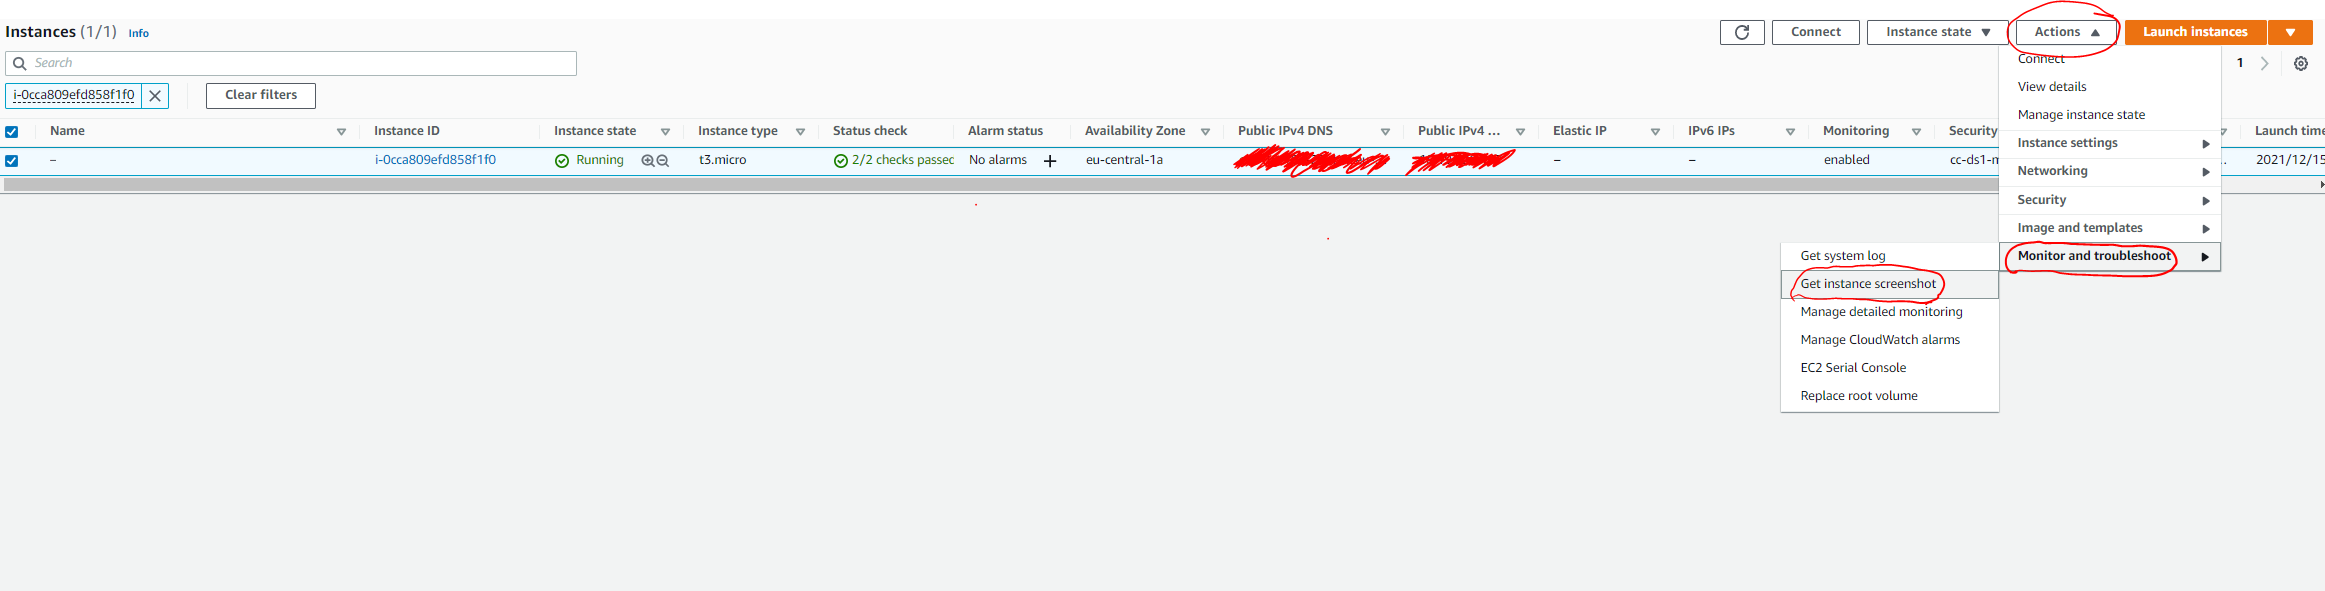 Instances (1/1) Info
Connect Instance state Actions Launch instances
Search
1
i-0cca809efd858f1f0
Clear filters
Name Instance ID Instance state Instance type Status check Alarm status Availability Zone Public IPv4 DNS Public IPv4 ... Elastic IP IPv6 IPs Monitoring Security Launch time
– i-0cca809efd858f1f0 Running t3.micro 2/2 checks passec No alarms + eu-central-1a – – enabled cc-ds1-m ... 2021/12/15
Connect
View details
Manage instance state
Instance settings
Networking
Security
Image and templates
Monitor and troubleshoot
Get system log
Get instance screenshot
Manage detailed monitoring
Manage CloudWatch alarms
EC2 Serial Console
Replace root volume